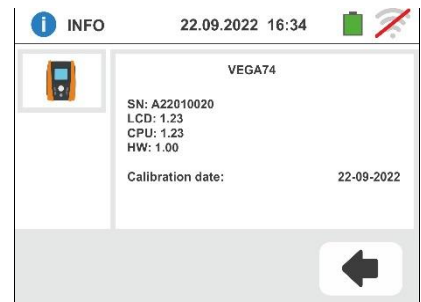 INFO 22.09.2022 16:34
VEGA74
SN: A22010020
LCD: 1.23
CPU: 1.23
HW: 1.00
Calibration date: 22-09-2022